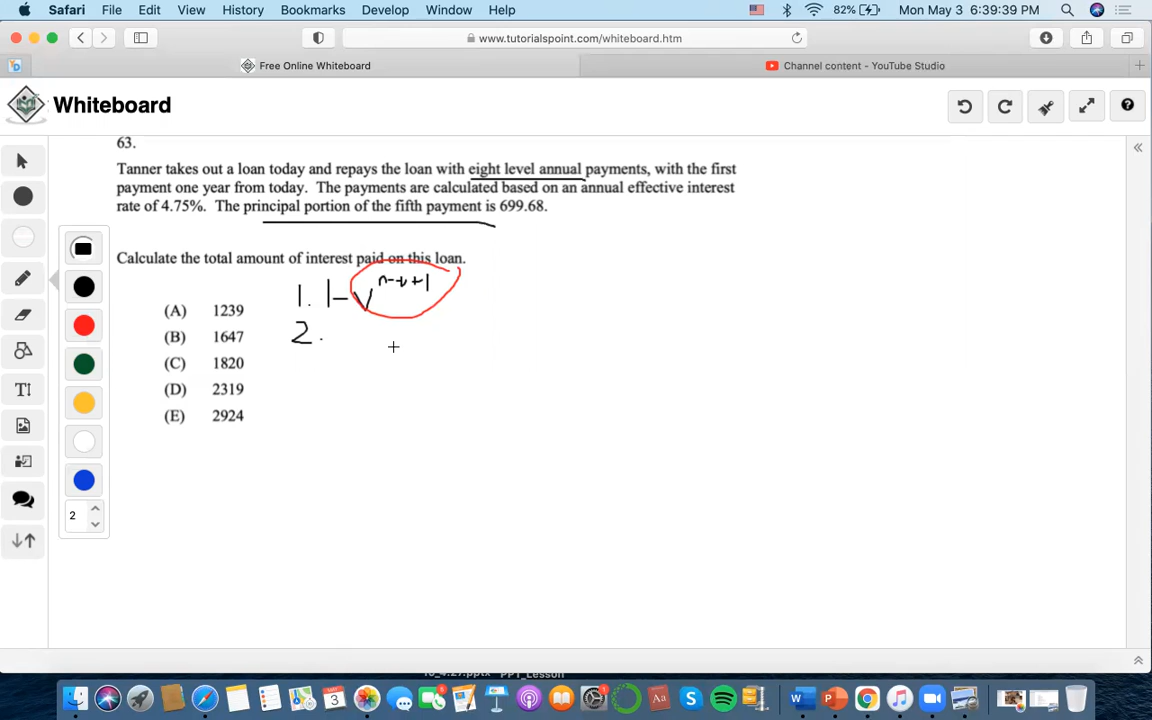 Safari File Edit View History Bookmarks Develop Window Help 82% Mon May 3 6:39:39 PM
www.tutorialspoint.com/whiteboard.htm
Free Online Whiteboard Channel content - YouTube Studio
Whiteboard
63.
Tanner takes out a loan today and repays the loan with eight level annual payments, with the first
payment one year from today. The payments are calculated based on an annual effective interest
rate of 4.75%. The principal portion of the fifth payment is 699.68.
Calculate the total amount of interest paid on this loan.
1. 1-v^{n-t+1}
(A) 1239
2.
(B) 1647
(C) 1820
(D) 2319
(E) 2924
T
2